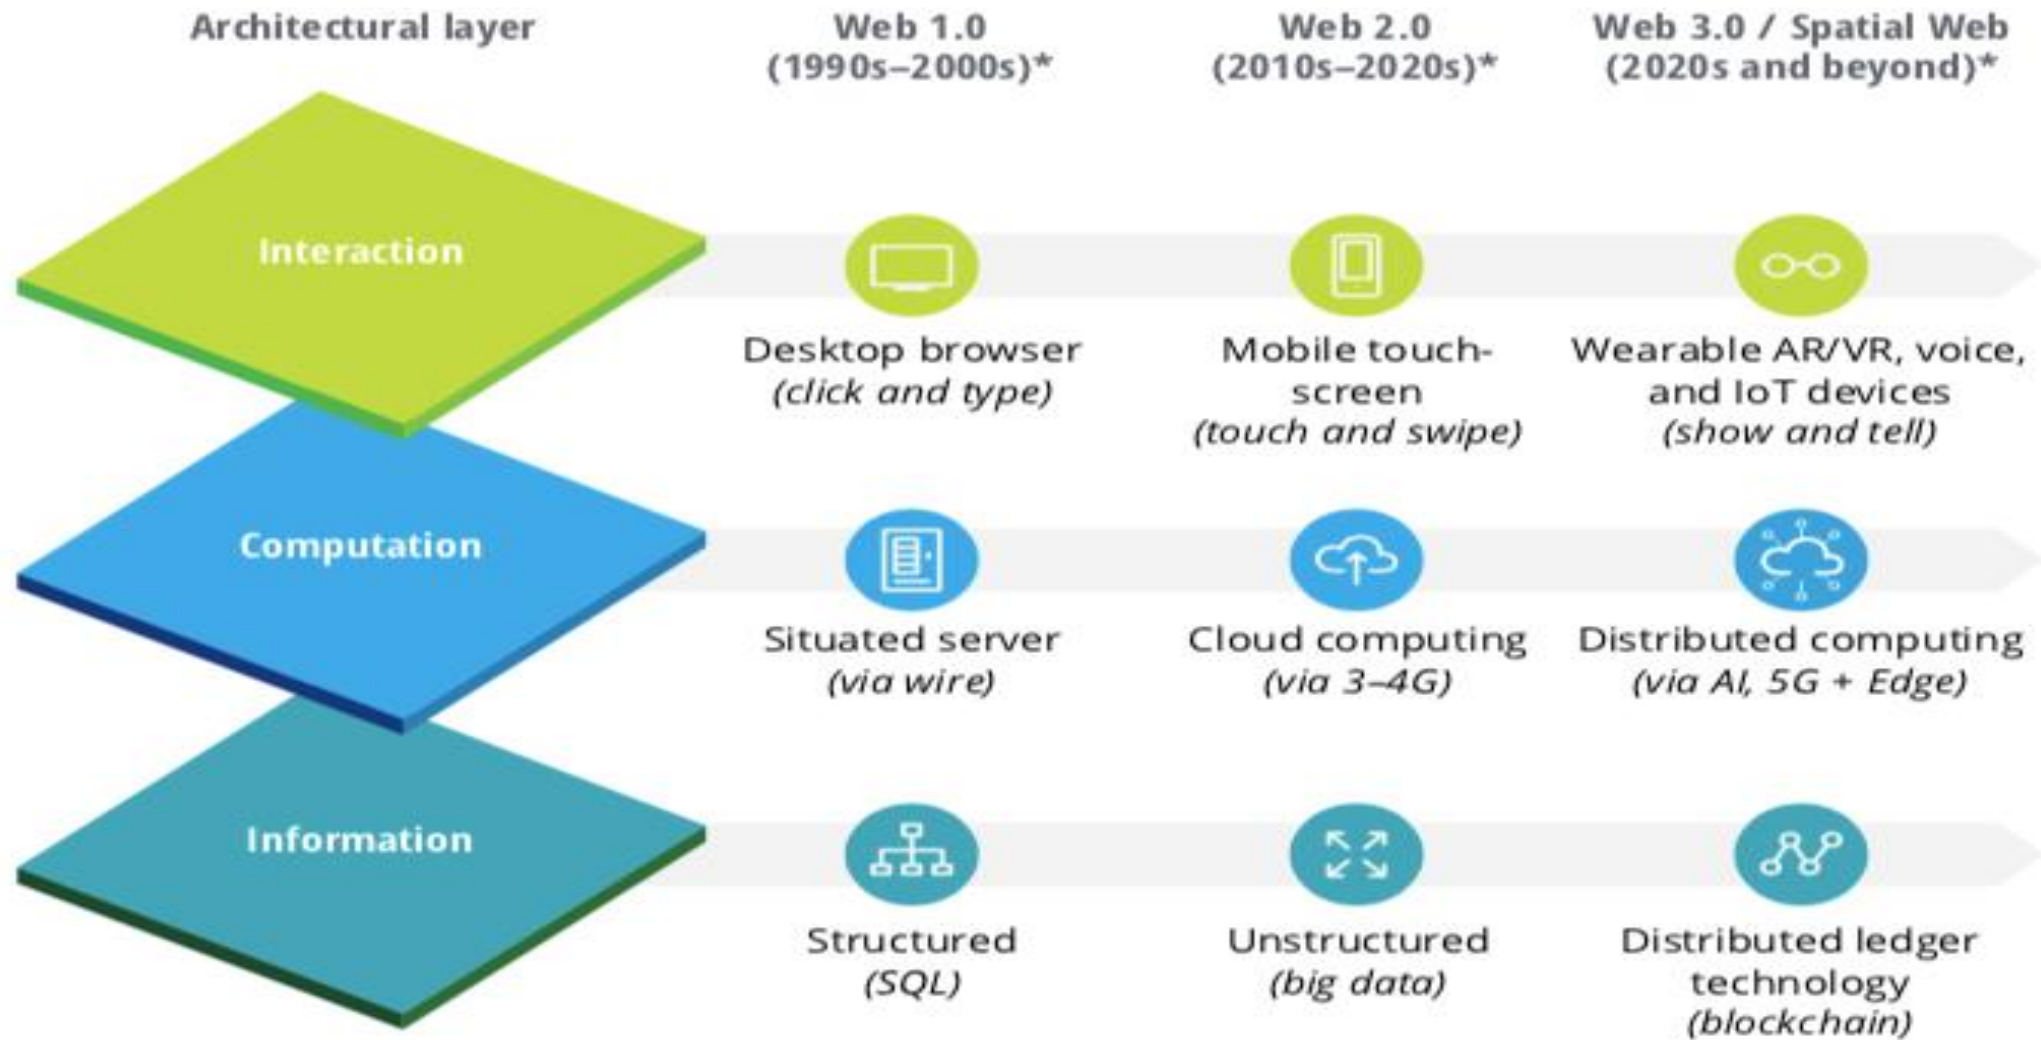 Architectural layer
Web 1.0
(1990s–2000s)*
Web 2.0
(2010s–2020s)*
Web 3.0 / Spatial Web
(2020s and beyond)*
Interaction
Desktop browser
(click and type)
Mobile touch-
screen
(touch and swipe)
Wearable AR/VR, voice,
and IoT devices
(show and tell)
Computation
Situated server
(via wire)
Cloud computing
(via 3–4G)
Distributed computing
(via AI, 5G + Edge)
Information
Structured
(SQL)
Unstructured
(big data)
Distributed ledger
technology
(blockchain)